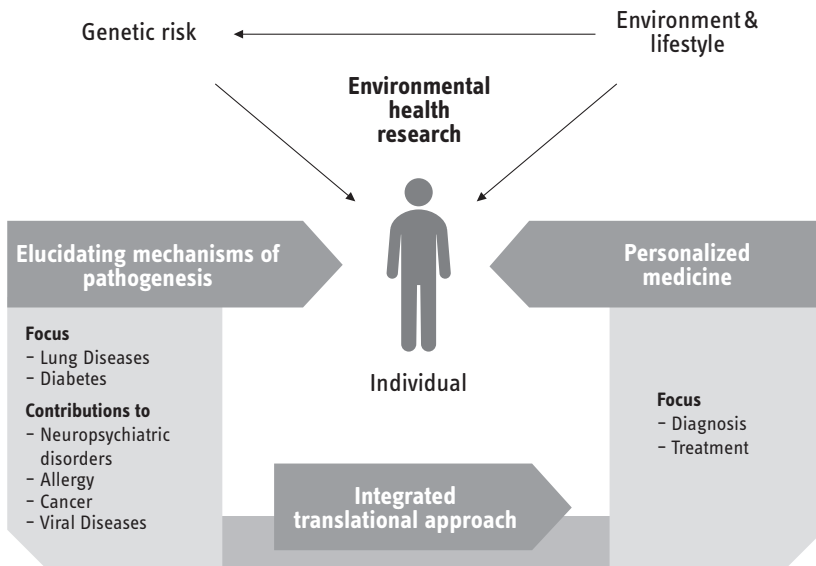 Genetic risk
Environment &
lifestyle
Environmental
health
research
Elucidating mechanisms of
pathogenesis
Personalized
medicine
Individual
Focus
– Lung Diseases
– Diabetes
Contributions to
– Neuropsychiatric
disorders
– Allergy
– Cancer
– Viral Diseases
Focus
– Diagnosis
– Treatment
Integrated
translational approach